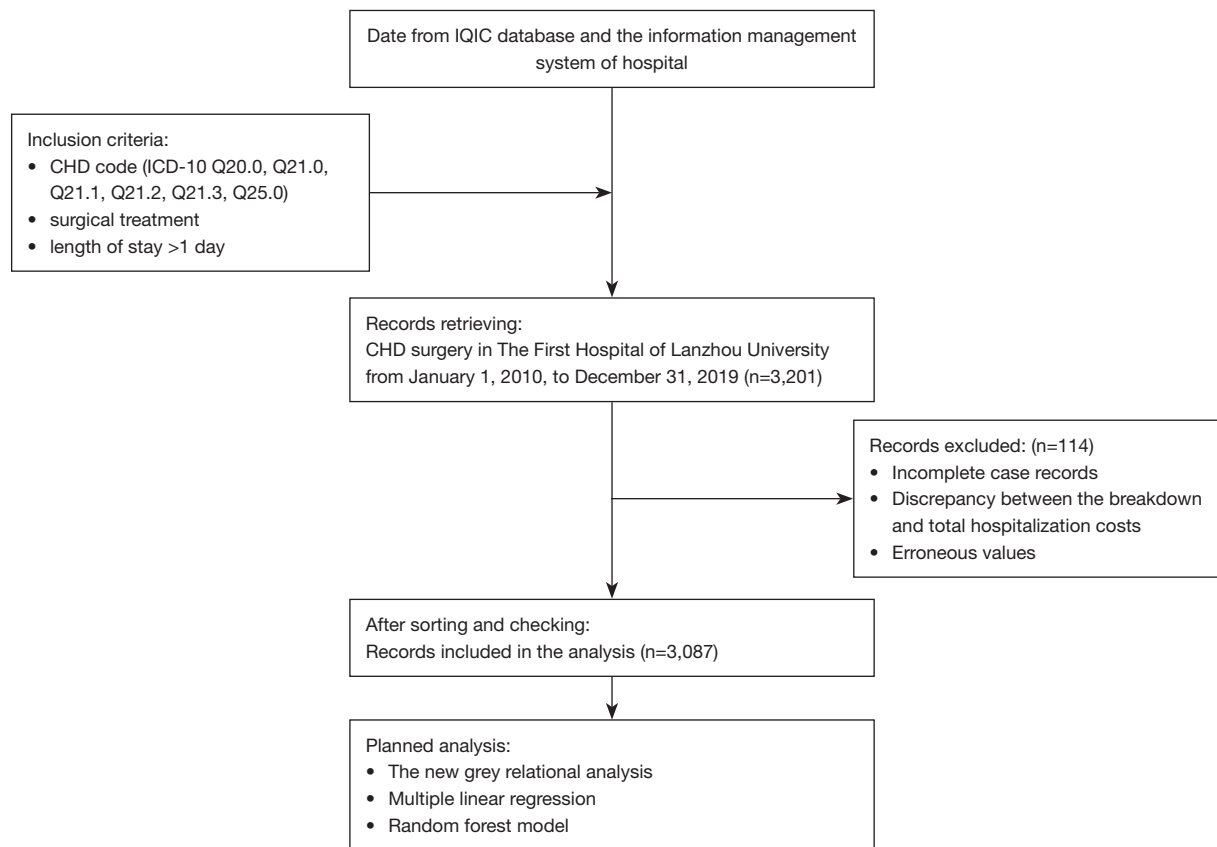 Date from IQIC database and the information management
system of hospital
Inclusion criteria:
• CHD code (ICD-10 Q20.0, Q21.0,
Q21.1, Q21.2, Q21.3, Q25.0)
• surgical treatment
• length of stay >1 day
Records retrieving:
CHD surgery in The First Hospital of Lanzhou University
from January 1, 2010, to December 31, 2019 (n=3,201)
Records excluded: (n=114)
• Incomplete case records
• Discrepancy between the breakdown
and total hospitalization costs
• Erroneous values
After sorting and checking:
Records included in the analysis (n=3,087)
Planned analysis:
• The new grey relational analysis
• Multiple linear regression
• Random forest model